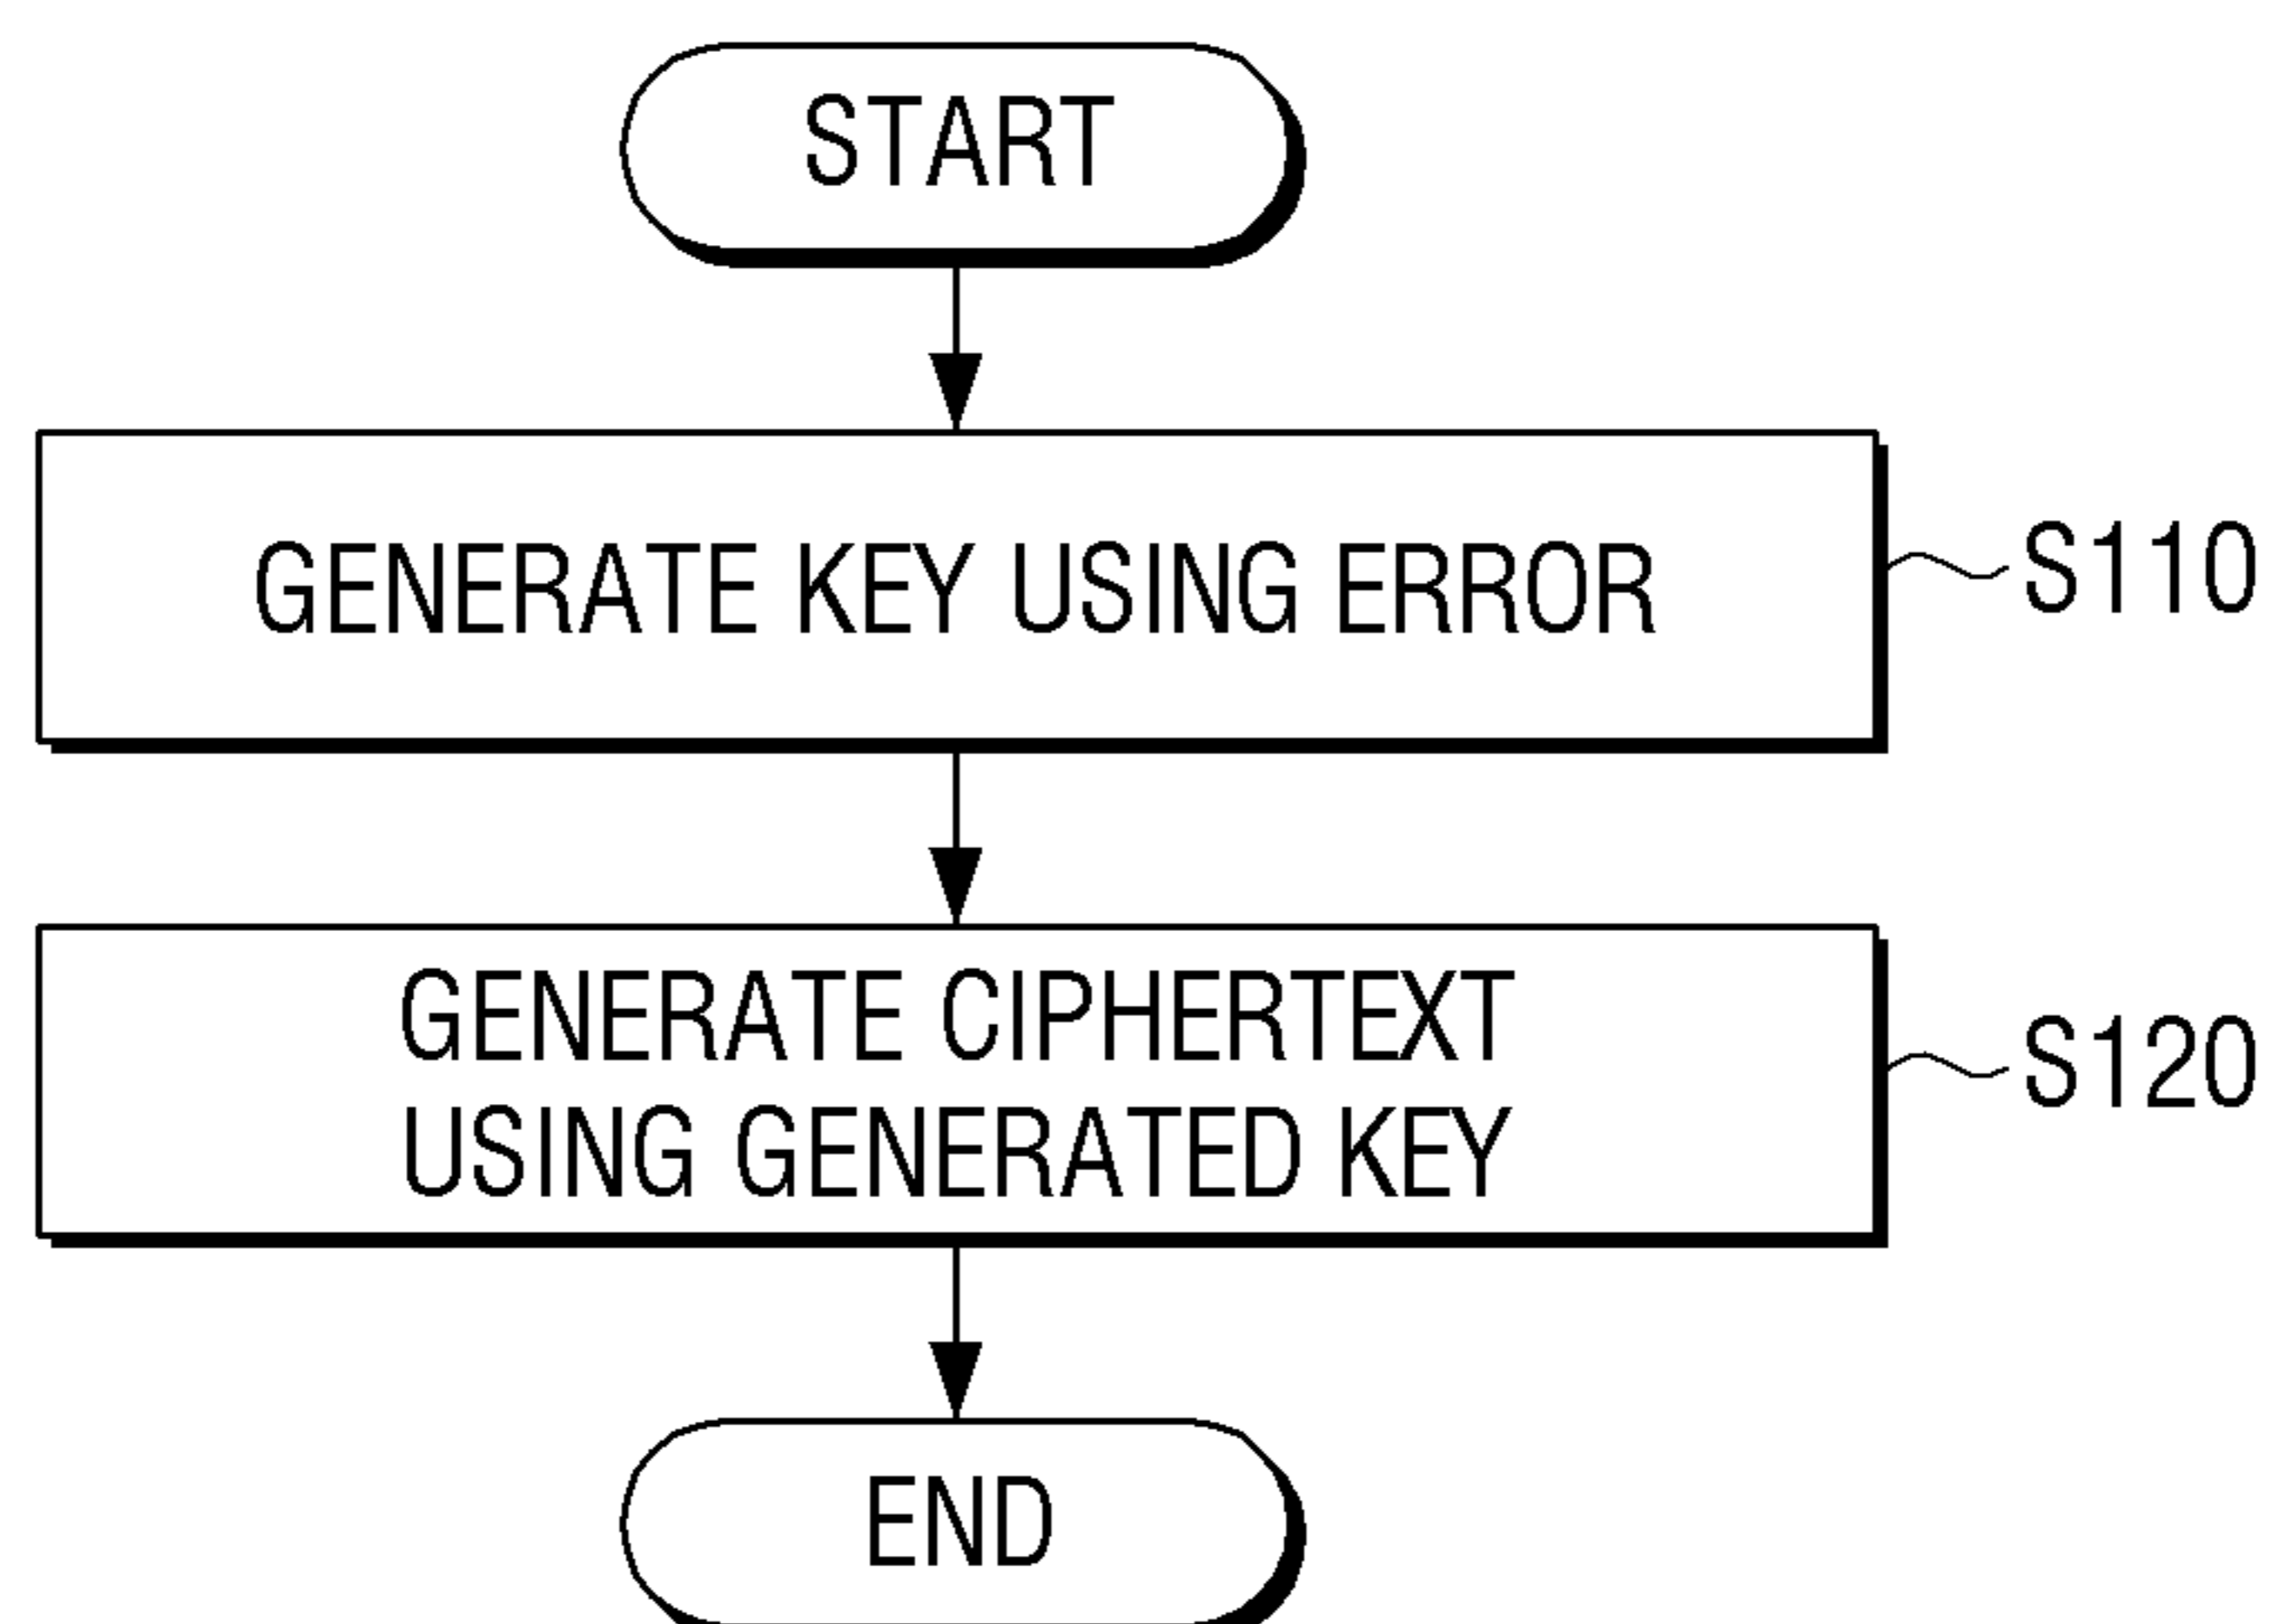 START
GENERATE KEY USING ERROR
S110
GENERATE CIPHERTEXT
USING GENERATED KEY
S120
END